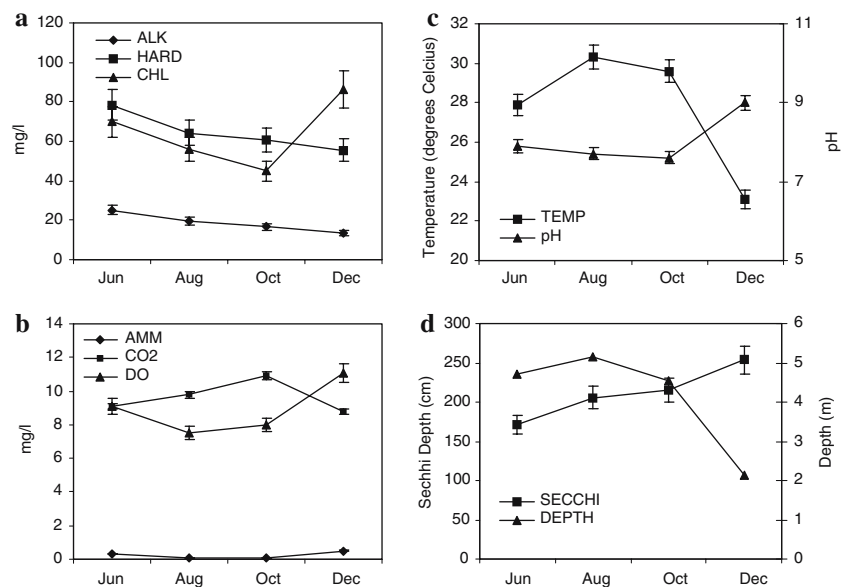 a
ALK
HARD
CHL
mg/l
120
100
80
60
40
20
0
Jun Aug Oct Dec
c
TEMP
pH
Temperature (degrees Celcius)
32
30
28
26
24
22
20
pH
11
9
7
5
Jun Aug Oct Dec
b
AMM
CO2
DO
mg/l
14
12
10
8
6
4
2
0
Jun Aug Oct Dec
d
SECCHI
DEPTH
Sechhi Depth (cm)
300
250
200
150
100
50
0
Depth (m)
6
5
4
3
2
1
0
Jun Aug Oct Dec